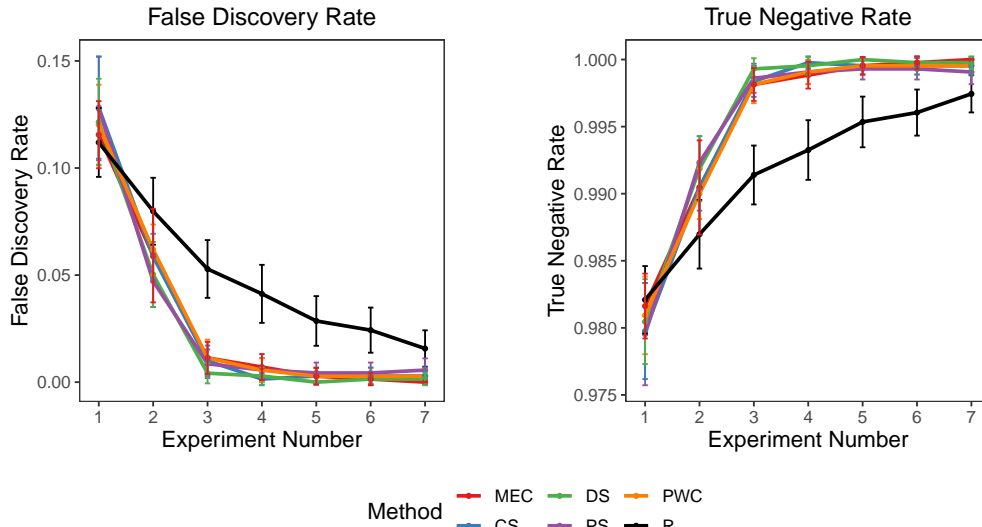 False Discovery Rate
True Negative Rate
False Discovery Rate
0.15
0.10
0.05
0.00
1 2 3 4 5 6 7
Experiment Number
True Negative Rate
1.000
0.995
0.990
0.985
0.980
0.975
1 2 3 4 5 6 7
Experiment Number
Method
MEC DS PWC
CS PS R